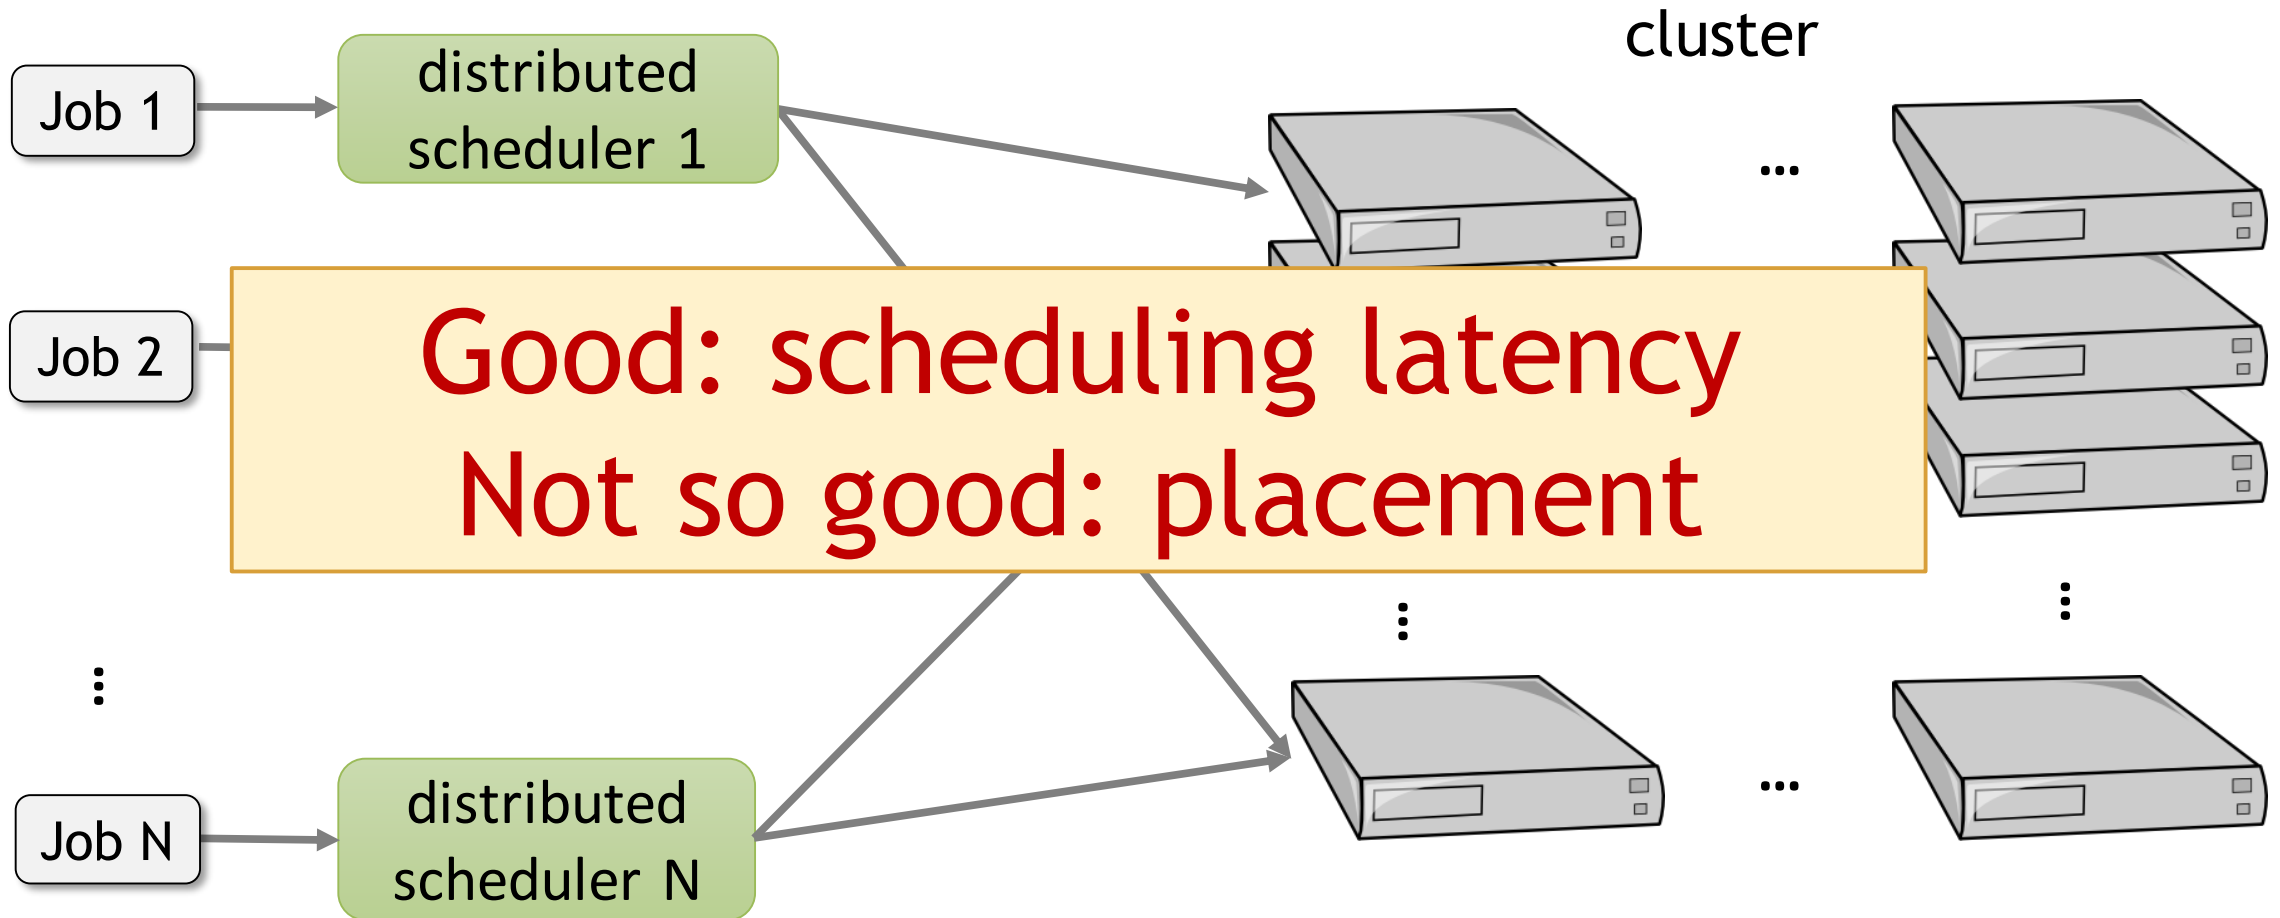 cluster
Job 1
distributed
scheduler 1
...
Job 2
Good: scheduling latency
Not so good: placement
...
...
...
Job N
distributed
scheduler N
...